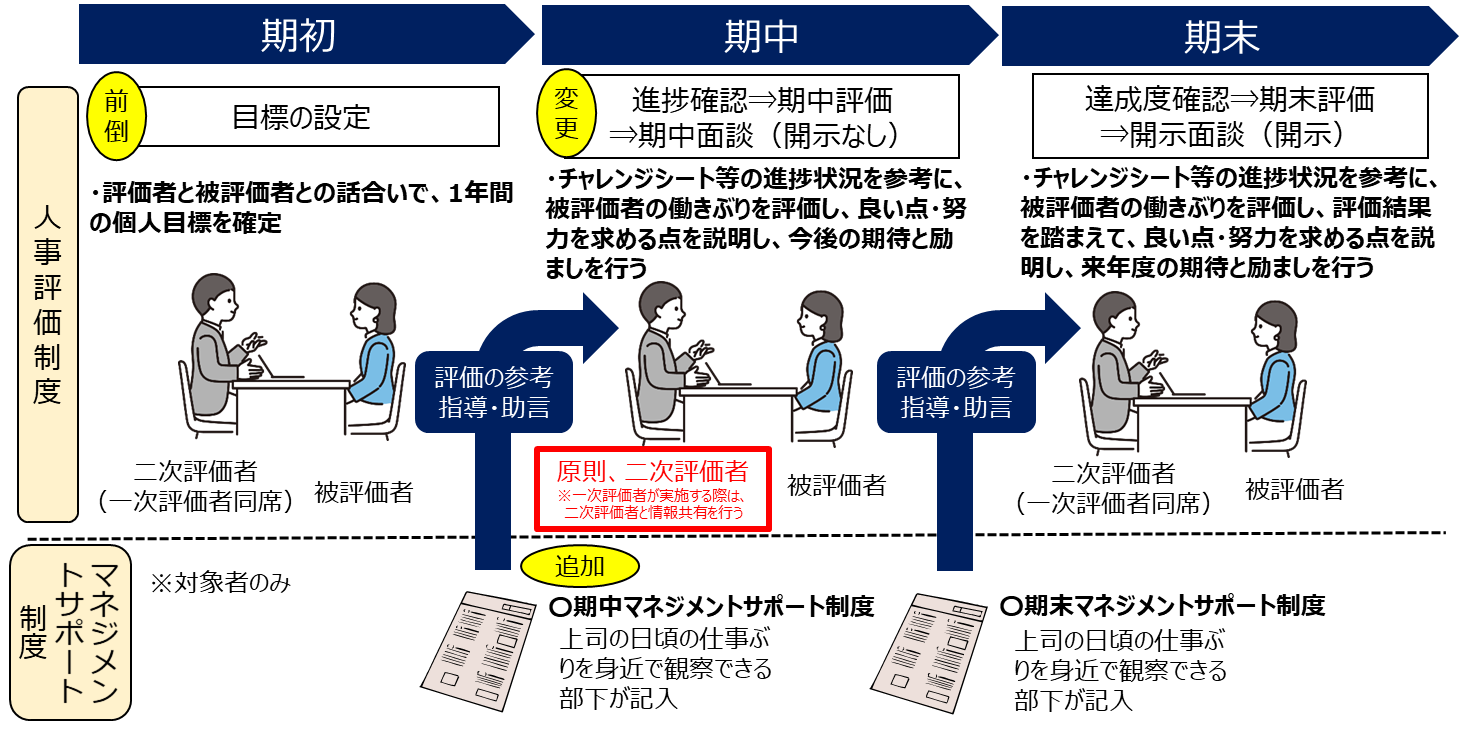 期初
期中
期末
人事評価制度
前倒
目標の設定
・評価者と被評価者との話合いで、1年間
の個人目標を確定
変更
進捗確認⇒期中評価
⇒期中面談（開示なし）
・チャレンジシート等の進捗状況を参考に、
被評価者の働きぶりを評価し、良い点・努
力を求める点を説明し、今後の期待と励
ましを行う
達成度確認⇒期末評価
⇒開示面談（開示）
・チャレンジシート等の進捗状況を参考に、
被評価者の働きぶりを評価し、評価結果
を踏まえて、良い点・努力を求める点を説
明し、来年度の期待と励ましを行う
評価の参考
指導・助言
評価の参考
指導・助言
二次評価者
（一次評価者同席）
被評価者
原則、二次評価者
※一次評価者が実施する際は、
二次評価者と情報共有を行う
被評価者
二次評価者
（一次評価者同席）
被評価者
マネジメン
トサポート
制度
※対象者のみ
追加
〇期中マネジメントサポート制度
上司の日頃の仕事ぶ
りを身近で観察できる
部下が記入
〇期末マネジメントサポート制度
上司の日頃の仕事ぶ
りを身近で観察できる
部下が記入